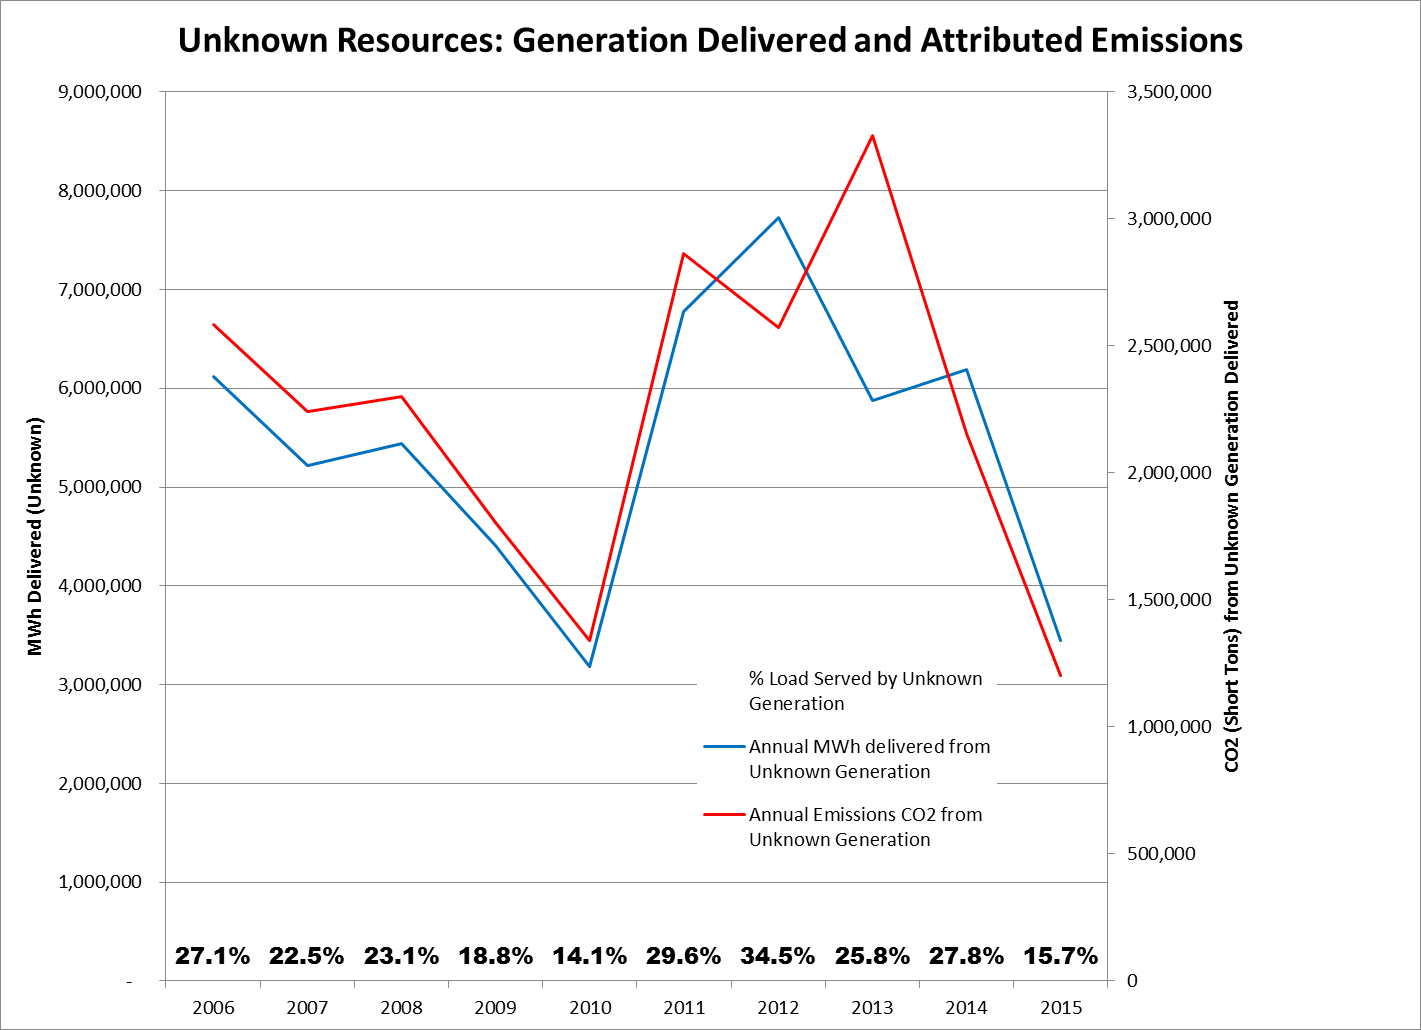 Unknown Resources: Generation Delivered and Attributed Emissions
9,000,000
8,000,000
7,000,000
6,000,000
5,000,000
4,000,000
3,000,000
2,000,000
1,000,000
-
MWh Delivered (Unknown)
3,500,000
3,000,000
2,500,000
2,000,000
1,500,000
1,000,000
500,000
0
CO2 (Short Tons) from Unknown Generation Delivered
% Load Served by Unknown
Generation
Annual MWh delivered from
Unknown Generation
Annual Emissions CO2 from
Unknown Generation
27.1% 22.5% 23.1% 18.8% 14.1% 29.6% 34.5% 25.8% 27.8% 15.7%
2006 2007 2008 2009 2010 2011 2012 2013 2014 2015